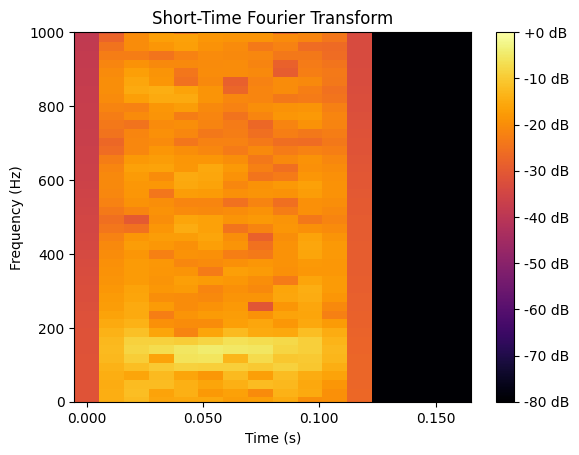 Short-Time Fourier Transform
Frequency (Hz)
1000
800
600
400
200
0
0.000
0.050
0.100
0.150
Time (s)
+0 dB
-10 dB
-20 dB
-30 dB
-40 dB
-50 dB
-60 dB
-70 dB
-80 dB